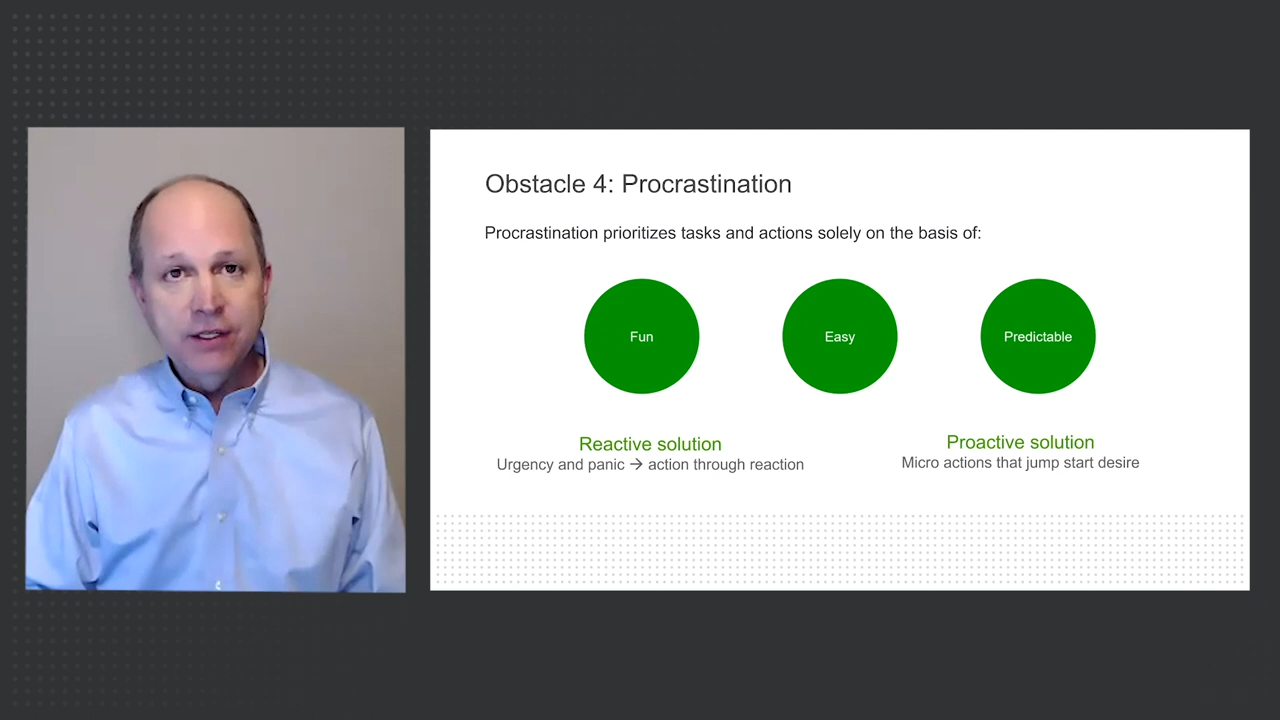 Obstacle 4: Procrastination
Procrastination prioritizes tasks and actions solely on the basis of:
Fun
Easy
Predictable
Reactive solution
Urgency and panic → action through reaction
Proactive solution
Micro actions that jump start desire